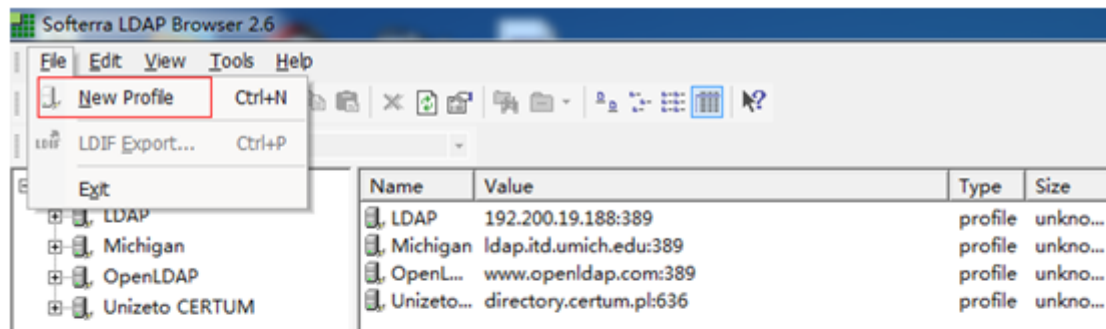 Softerra LDAP Browser 2.6
File Edit View Tools Help
New Profile Ctrl+N
LDIF LDIF Export... Ctrl+P
Exit
Name Value Type Size
LDAP
Michigan
OpenLDAP
Unizeto CERTUM
LDAP 192.200.19.188:389 profile unkno...
Michigan ldap.itd.umich.edu:389 profile unkno...
OpenL... www.openldap.com:389 profile unkno...
Unizeto... directory.certum.pl:636 profile unkno...